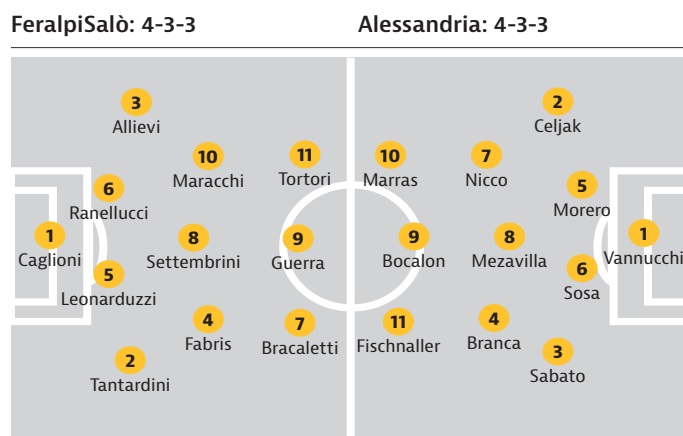 FeralpiSalò: 4-3-3
Alessandria: 4-3-3
3
Allievi
10
Maracchi
11
Tortori
6
Ranellucci
1
Caglioni
8
Settembrini
9
Guerra
5
Leonarduzzi
4
Fabris
7
Bracaletti
2
Tantardini
2
Celjak
10
Marras
7
Nicco
5
Morero
9
Bocalon
8
Mezavilla
1
Vannucchi
6
Sosa
11
Fischnaller
4
Branca
3
Sabato